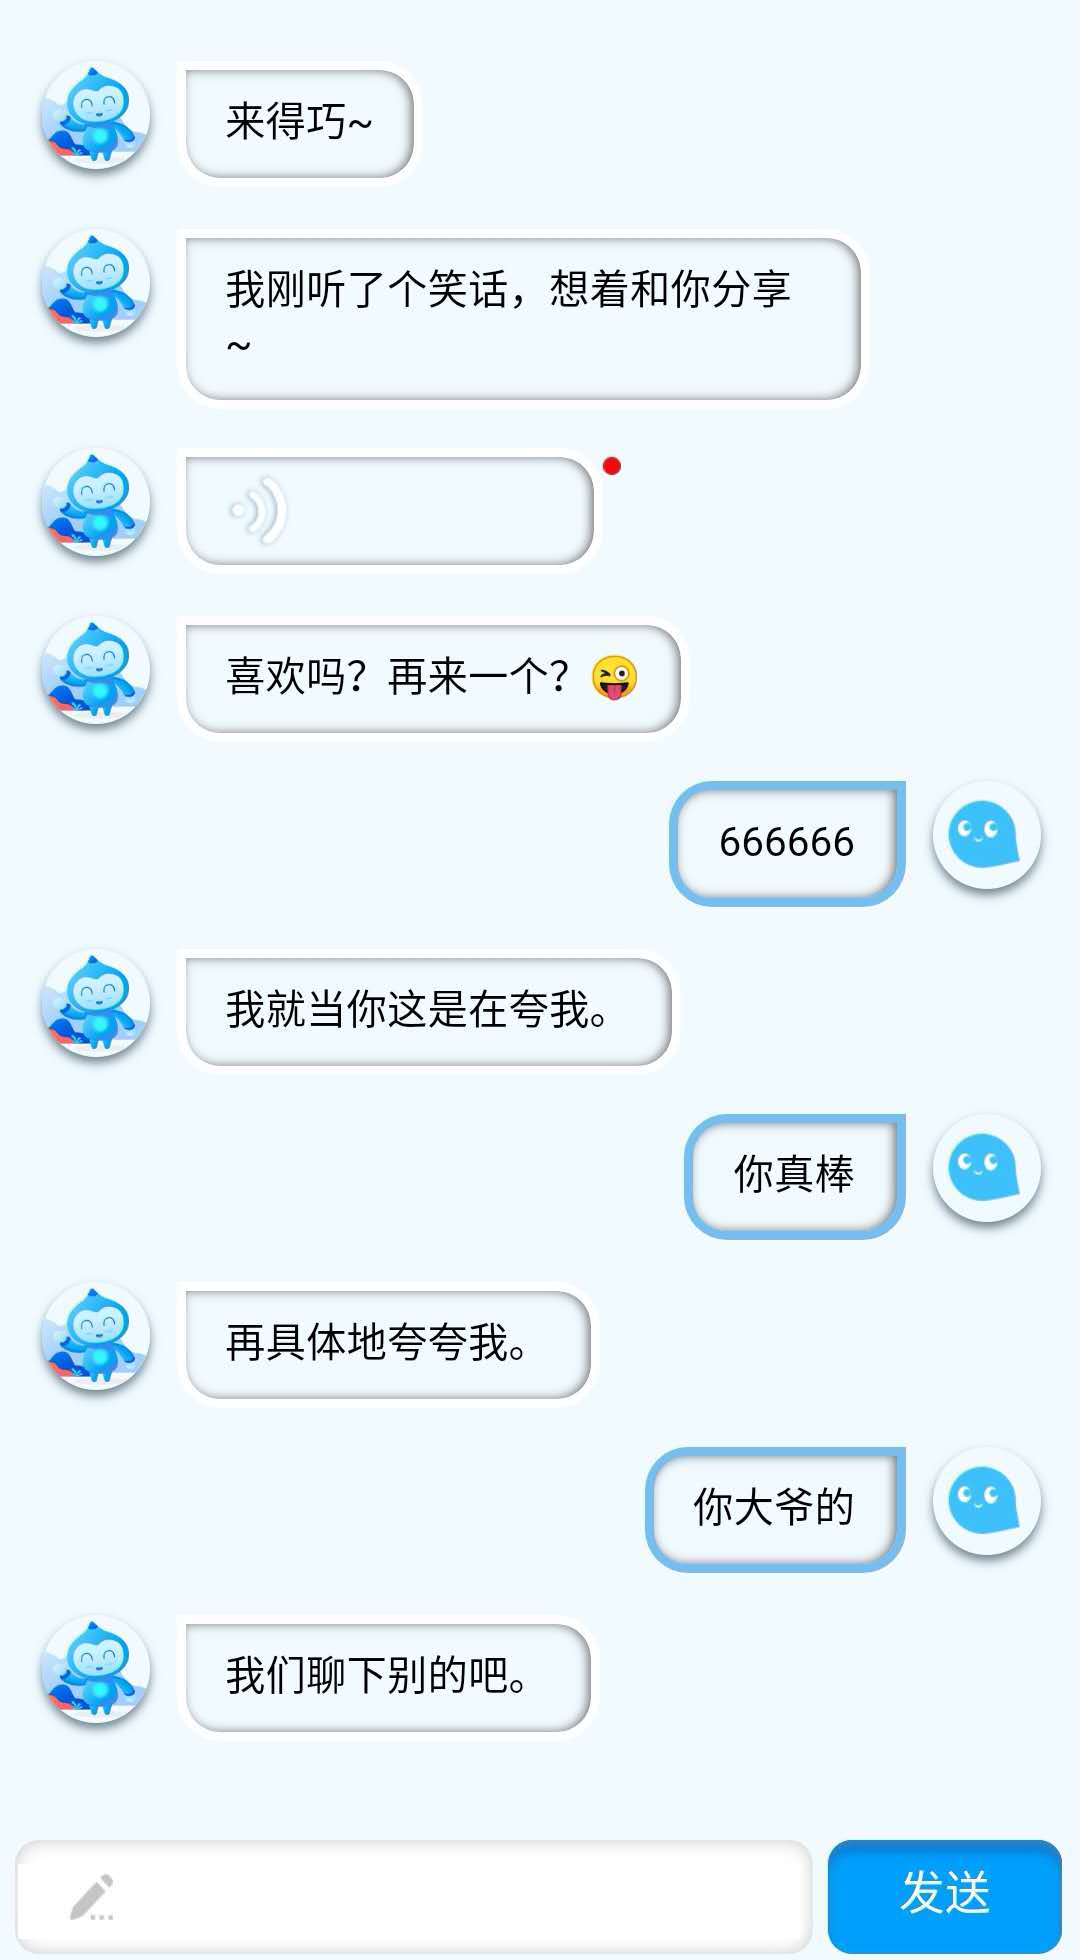 来得巧~
我刚听了个笑话，想着和你分享
~
喜欢吗？再来一个？😜
666666
我就当你这是在夸我。
你真棒
再具体地夸夸我。
你大爷的
我们聊下别的吧。
发送